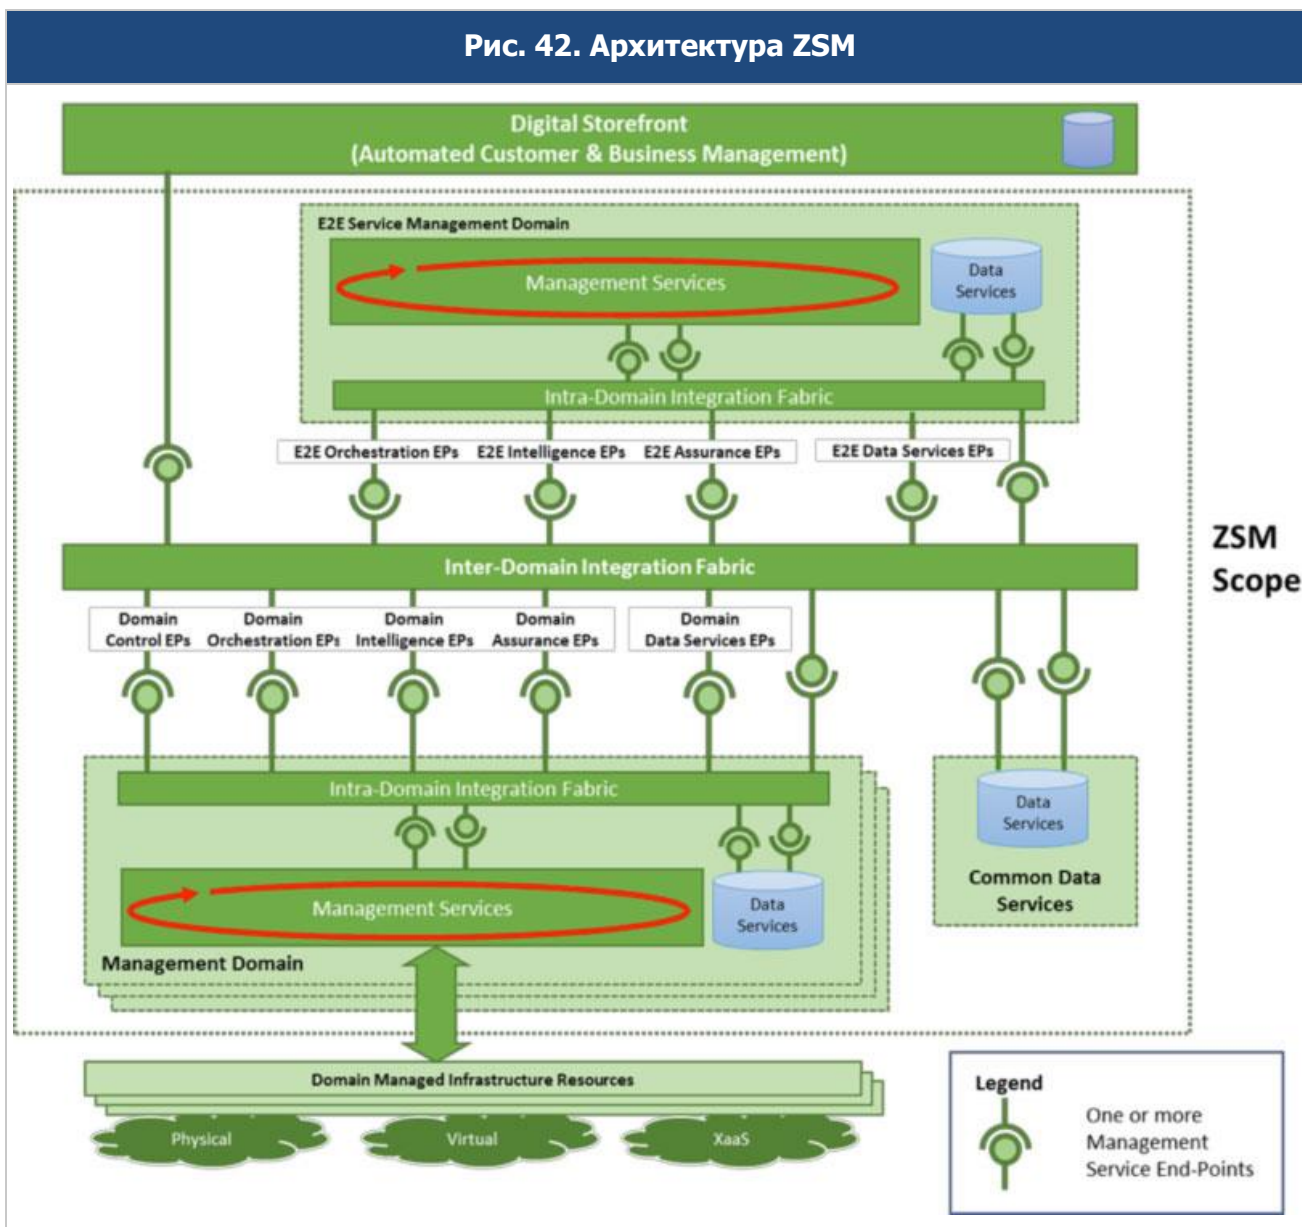 Рис. 42. Архитектура ZSM
Digital Storefront
(Automated Customer & Business Management)
E2E Service Management Domain
Management Services
Data
Services
Intra-Domain Integration Fabric
E2E Orchestration EPs
E2E Intelligence EPs
E2E Assurance EPs
E2E Data Services EPs
ZSM
Scope
Inter-Domain Integration Fabric
Domain
Control EPs
Domain
Orchestration EPs
Domain
Intelligence EPs
Domain
Assurance EPs
Domain
Data Services EPs
Intra-Domain Integration Fabric
Data
Services
Common Data
Services
Management Services
Data
Services
Management Domain
Domain Managed Infrastructure Resources
Physical
Virtual
XaaS
Legend
One or more
Management
Service End-Points